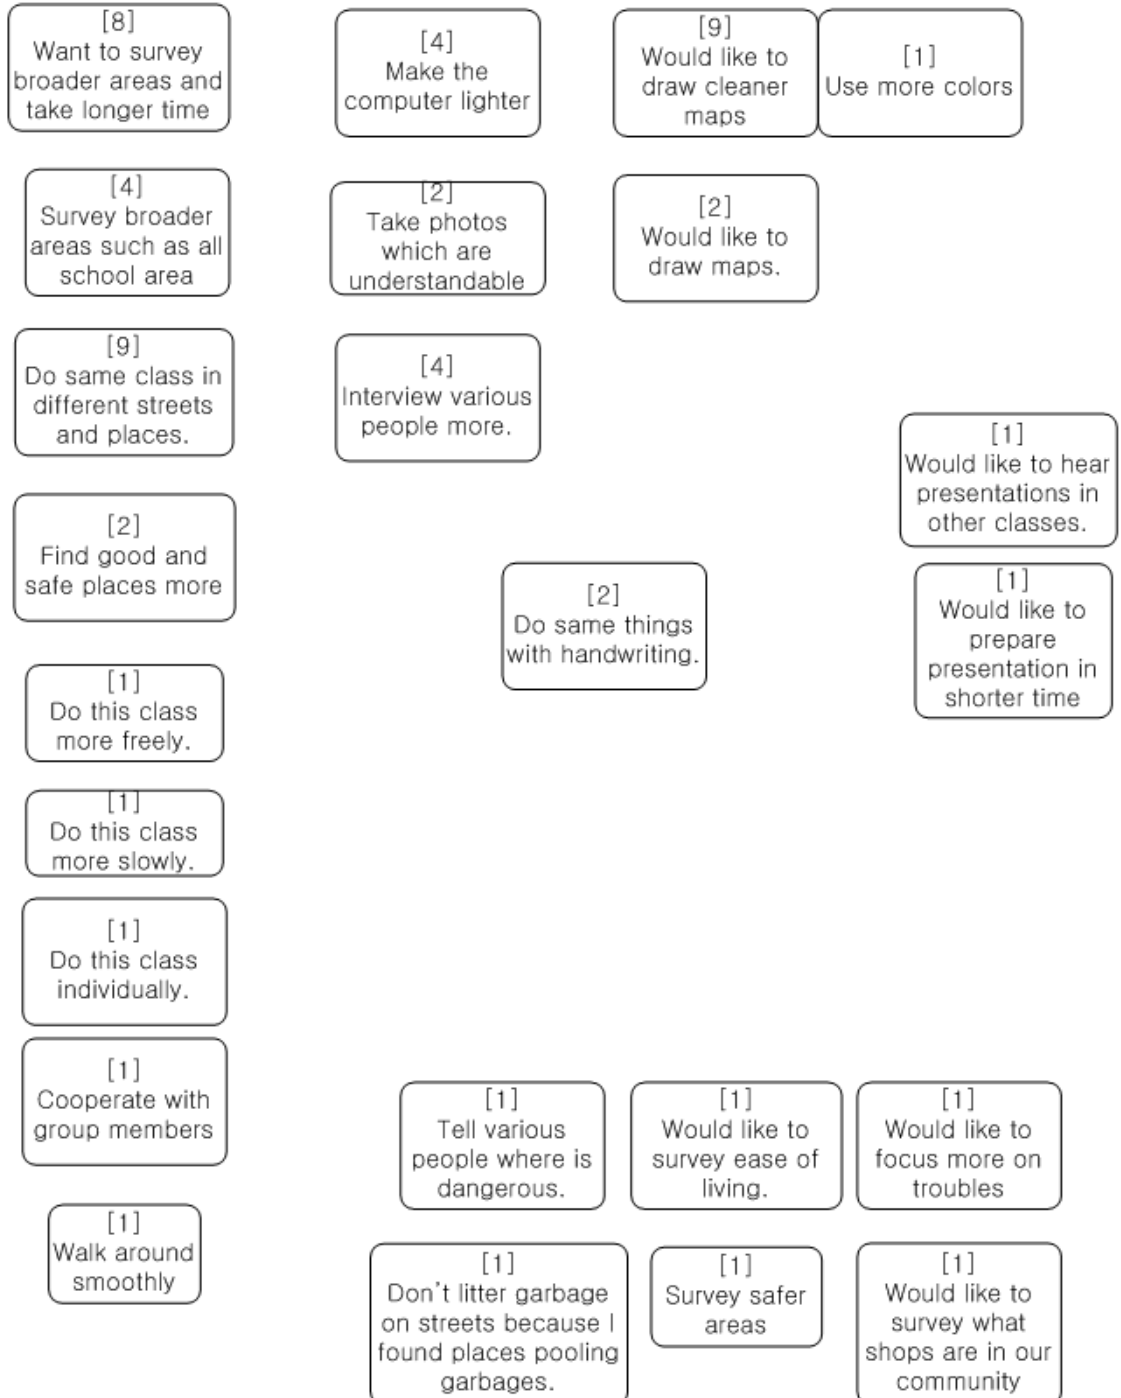 [8]
Want to survey
broader areas and
take longer time
[4]
Make the
computer lighter
[9]
Would like to
draw cleaner
maps
[1]
Use more colors
[4]
Survey broader
areas such as all
school area
[2]
Take photos
which are
understandable
[2]
Would like to
draw maps.
[9]
Do same class in
different streets
and places.
[4]
Interview various
people more.
[1]
Would like to hear
presentations in
other classes.
[2]
Find good and
safe places more
[2]
Do same things
with handwriting.
[1]
Would like to
prepare
presentation in
shorter time
[1]
Do this class
more freely.
[1]
Do this class
more slowly.
[1]
Do this class
individually.
[1]
Cooperate with
group members
[1]
Tell various
people where is
dangerous.
[1]
Would like to
survey ease of
living.
[1]
Would like to
focus more on
troubles
[1]
Walk around
smoothly
[1]
Don't litter garbage
on streets because I
found places pooling
garbages.
[1]
Survey safer
areas
[1]
Would like to
survey what
shops are in our
community